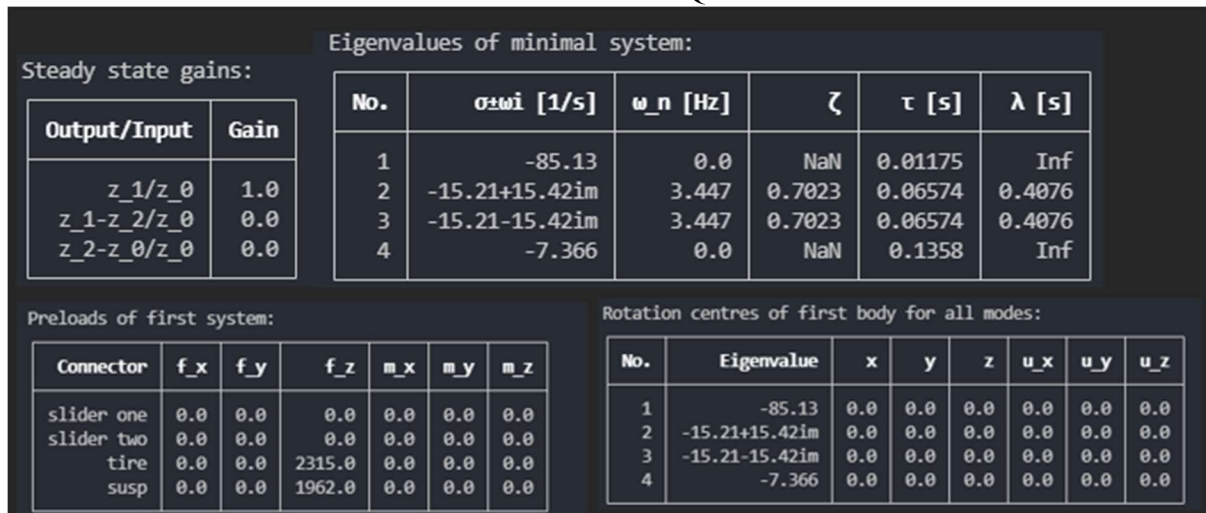 Steady state gains:
Output/Input Gain
z_1/z_0 1.0
z_1-z_2/z_0 0.0
z_2-z_0/z_0 0.0
Eigenvalues of minimal system:
No. σ±ωi [1/s] ω_n [Hz] ζ τ [s] λ [s]
1 -85.13 0.0 NaN 0.01175 Inf
2 -15.21+15.42im 3.447 0.7023 0.06574 0.4076
3 -15.21-15.42im 3.447 0.7023 0.06574 0.4076
4 -7.366 0.0 NaN 0.1358 Inf
Preloads of first system:
Connector f_x f_y f_z m_x m_y m_z
slider one 0.0 0.0 0.0 0.0 0.0 0.0
slider two 0.0 0.0 0.0 0.0 0.0 0.0
tire 0.0 0.0 2315.0 0.0 0.0 0.0
susp 0.0 0.0 1962.0 0.0 0.0 0.0
Rotation centres of first body for all modes:
No. Eigenvalue x y z u_x u_y u_z
1 -85.13 0.0 0.0 0.0 0.0 0.0 0.0
2 -15.21+15.42im 0.0 0.0 0.0 0.0 0.0 0.0
3 -15.21-15.42im 0.0 0.0 0.0 0.0 0.0 0.0
4 -7.366 0.0 0.0 0.0 0.0 0.0 0.0